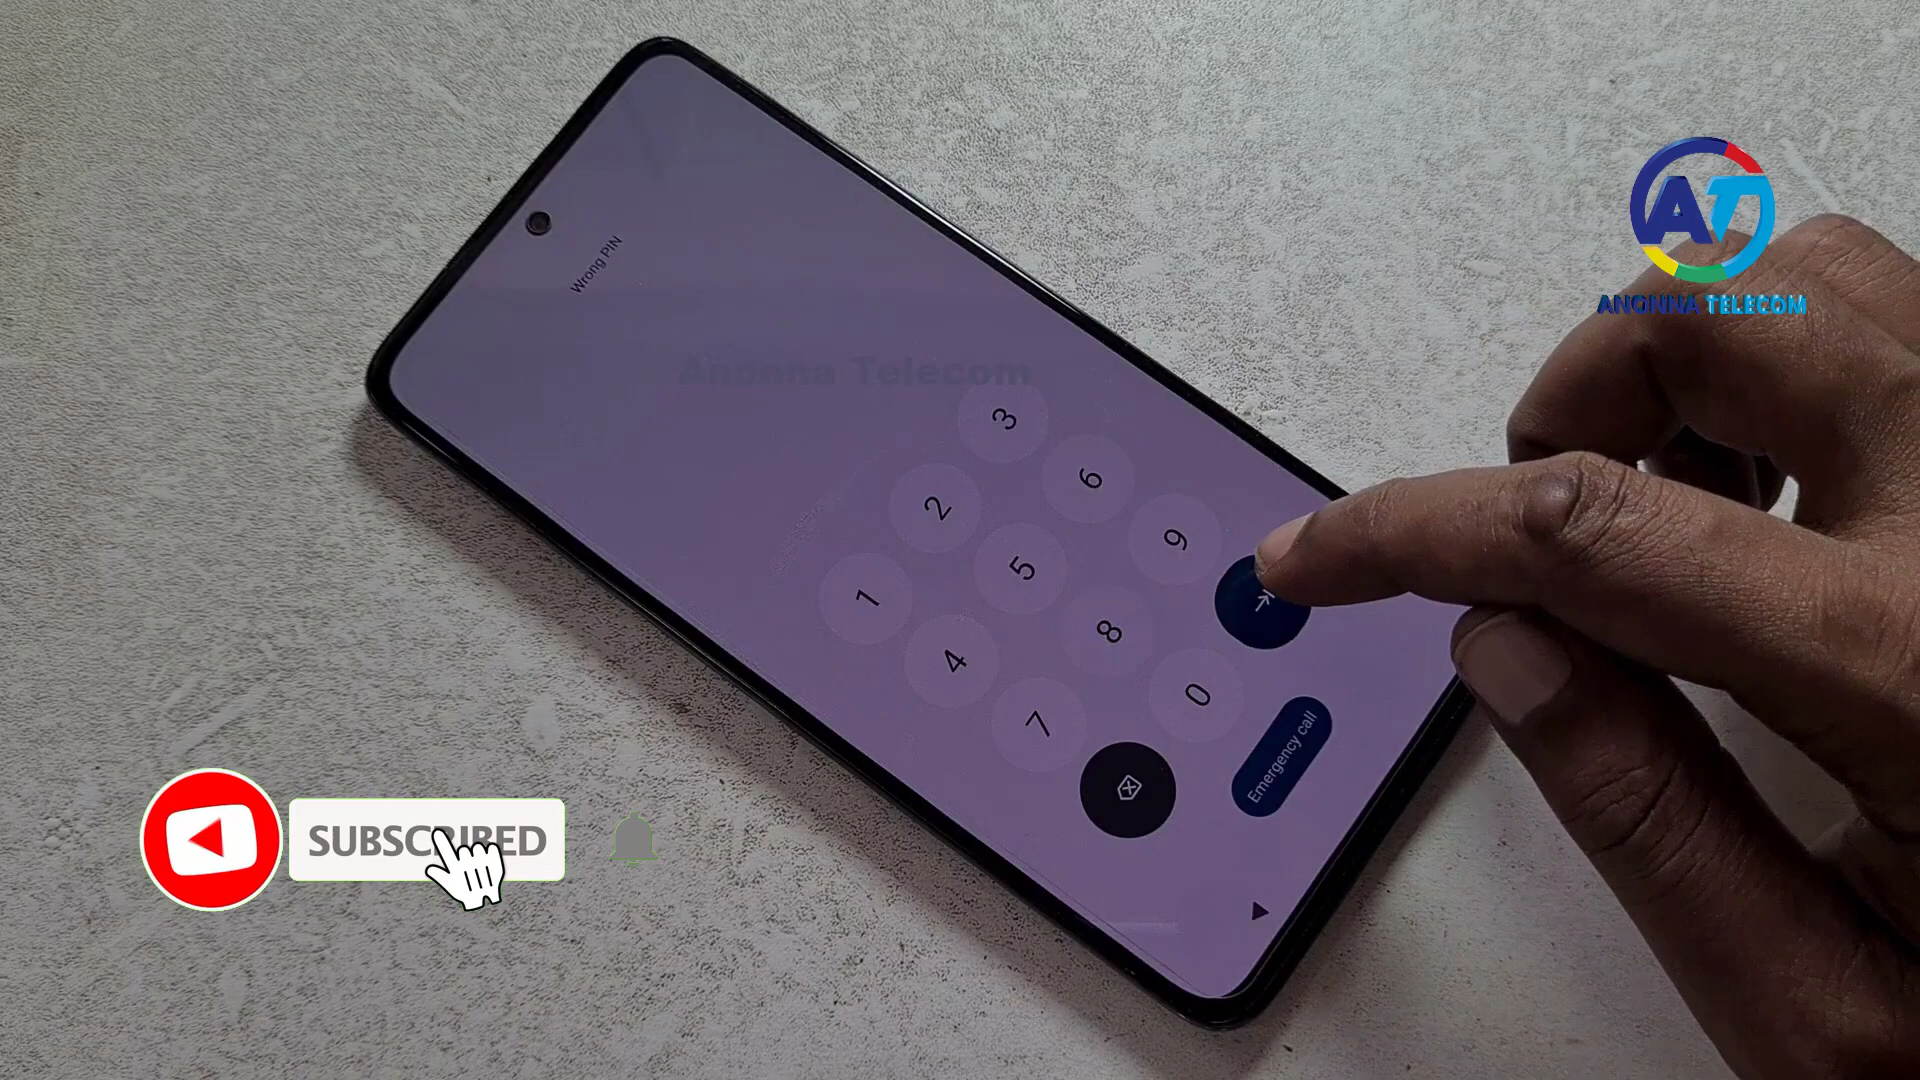 Wrong PIN
Anonna Telecom
1 2 3
4 5 6
7 8 9
0
Emergency call
AT
ANONNA TELECOM
SUBSCRIBED